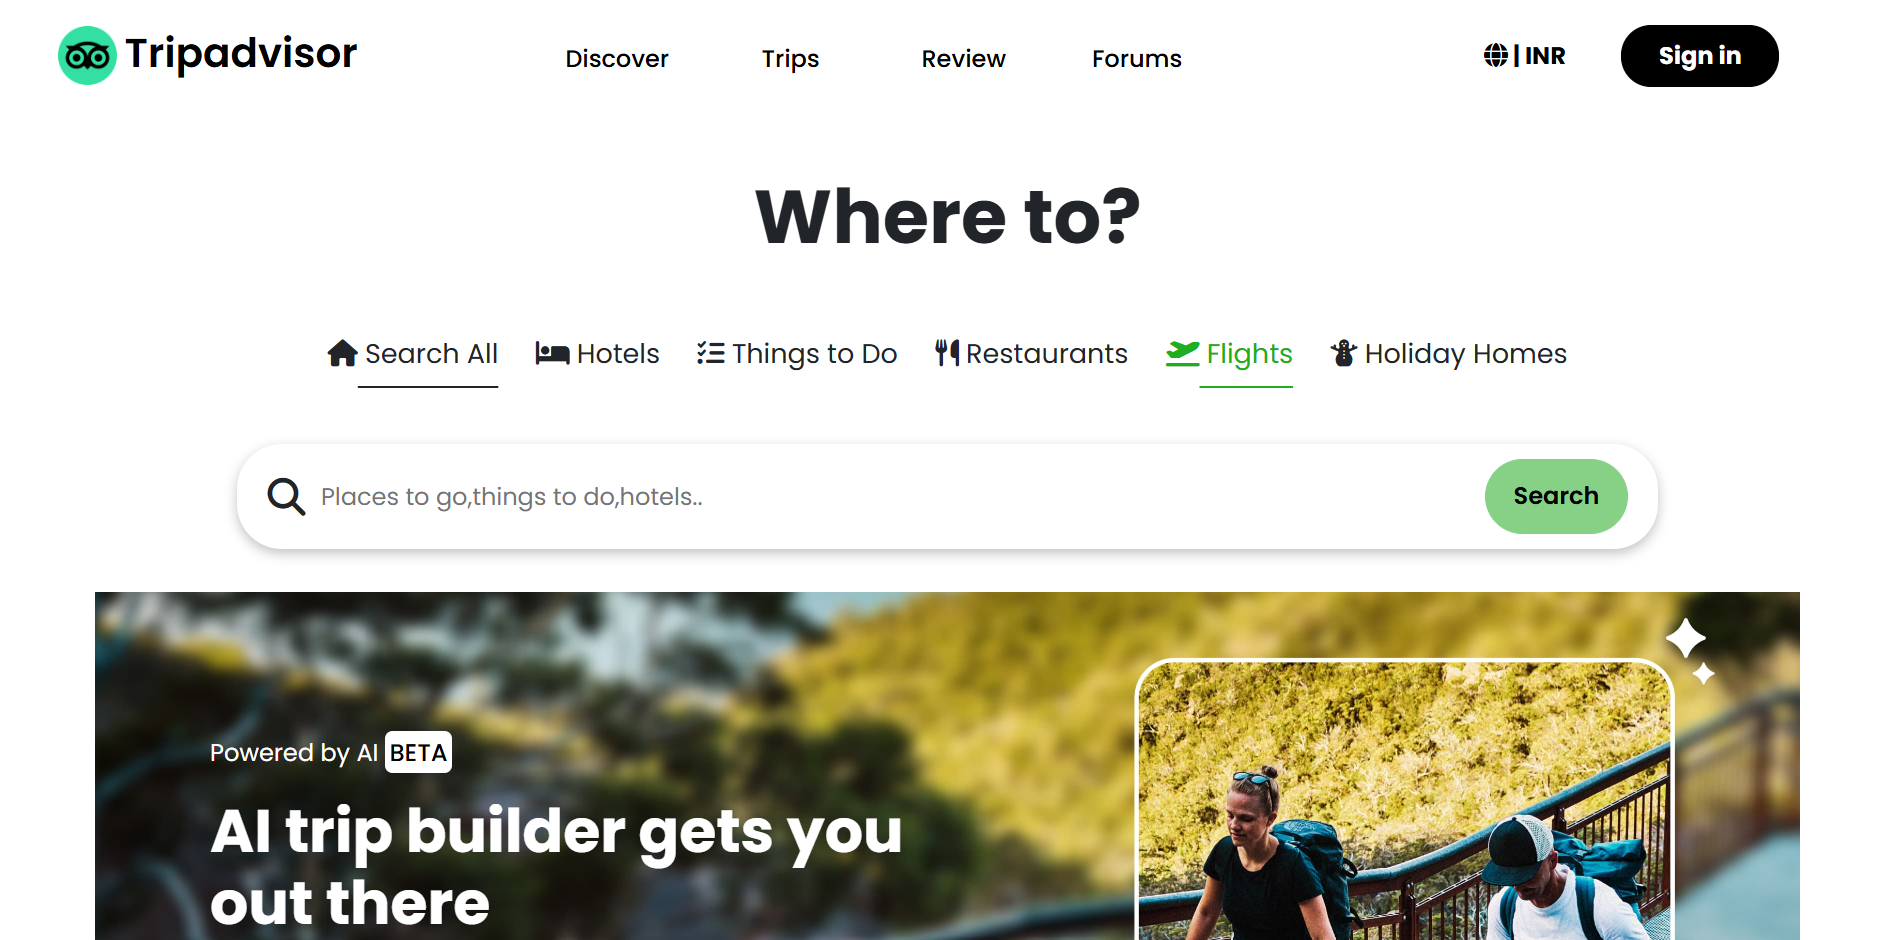 Tripadvisor Discover Trips Review Forums | INR Sign in
Where to?
Search All Hotels Things to Do Restaurants Flights Holiday Homes
Places to go,things to do,hotels.. Search
Powered by AI BETA
AI trip builder gets you
out there